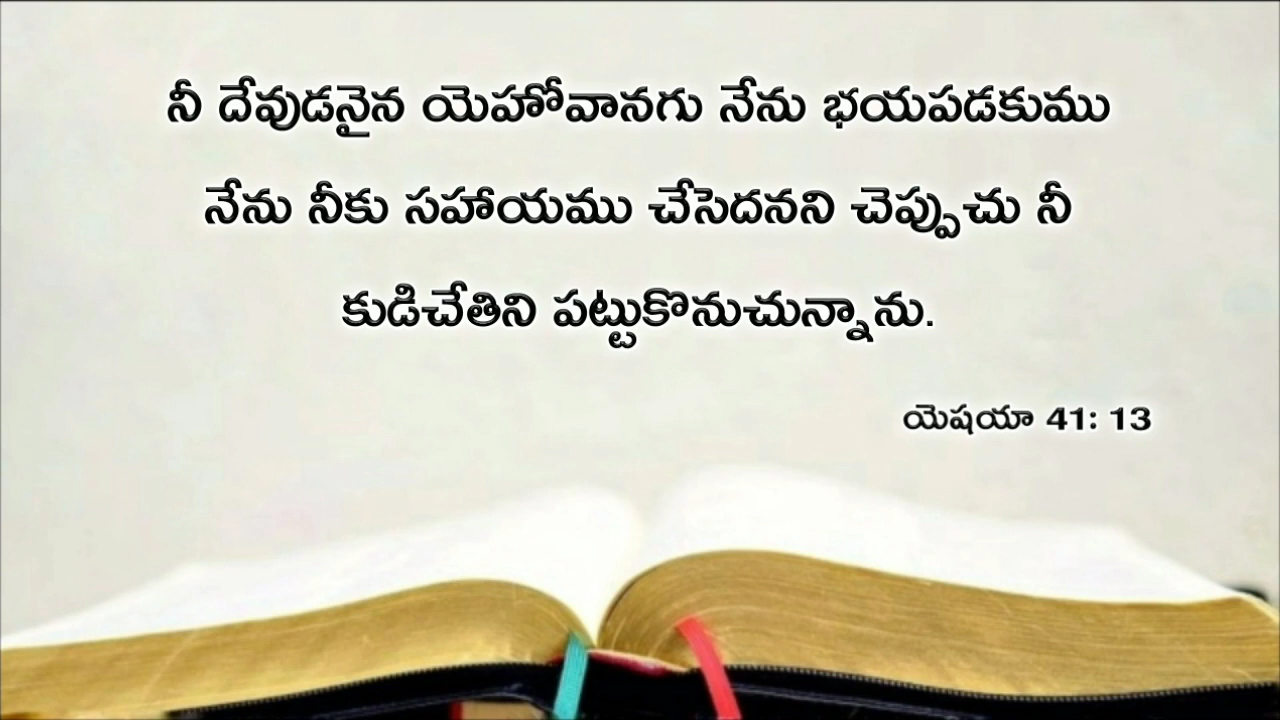 నీ దేవుడనైన యెహోవానగు నేను భయపడకుము
నేను నీకు సహాయము చేసెదనని చెప్పుచు నీ
కుడిచేతిని పట్టుకొనుచున్నాను.
యెషయా 41: 13